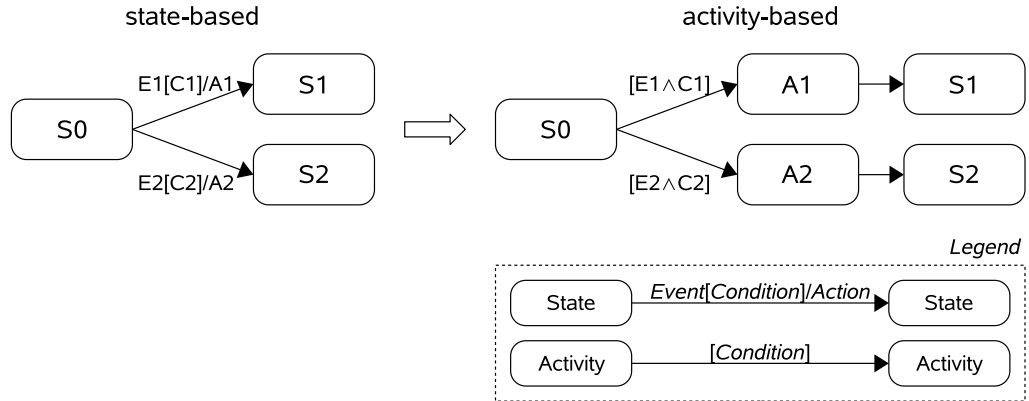 state-based
E1[C1]/A1
S1
S0
E2[C2]/A2
S2
activity-based
[E1∧C1]
A1
S1
S0
[E2∧C2]
A2
S2
Legend
State
Event[Condition]/Action
State
Activity
[Condition]
Activity